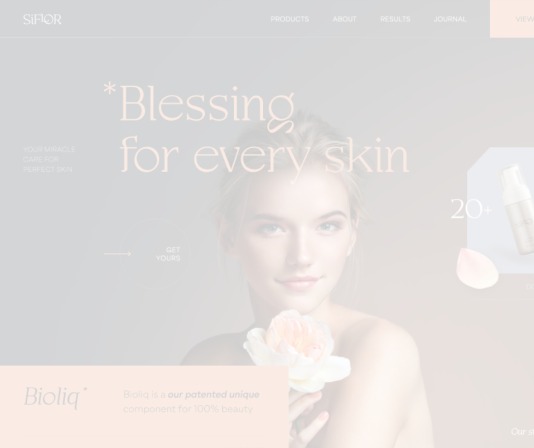 SiFIOR
PRODUCTS ABOUT RESULTS JOURNAL VIEW
*Blessing
for every skin
YOUR MIRACLE
CARE FOR
PERFECT SKIN
20+
GET
YOURS
Bioliq*
Bioliq is a our patented unique
component for 100% beauty
Our